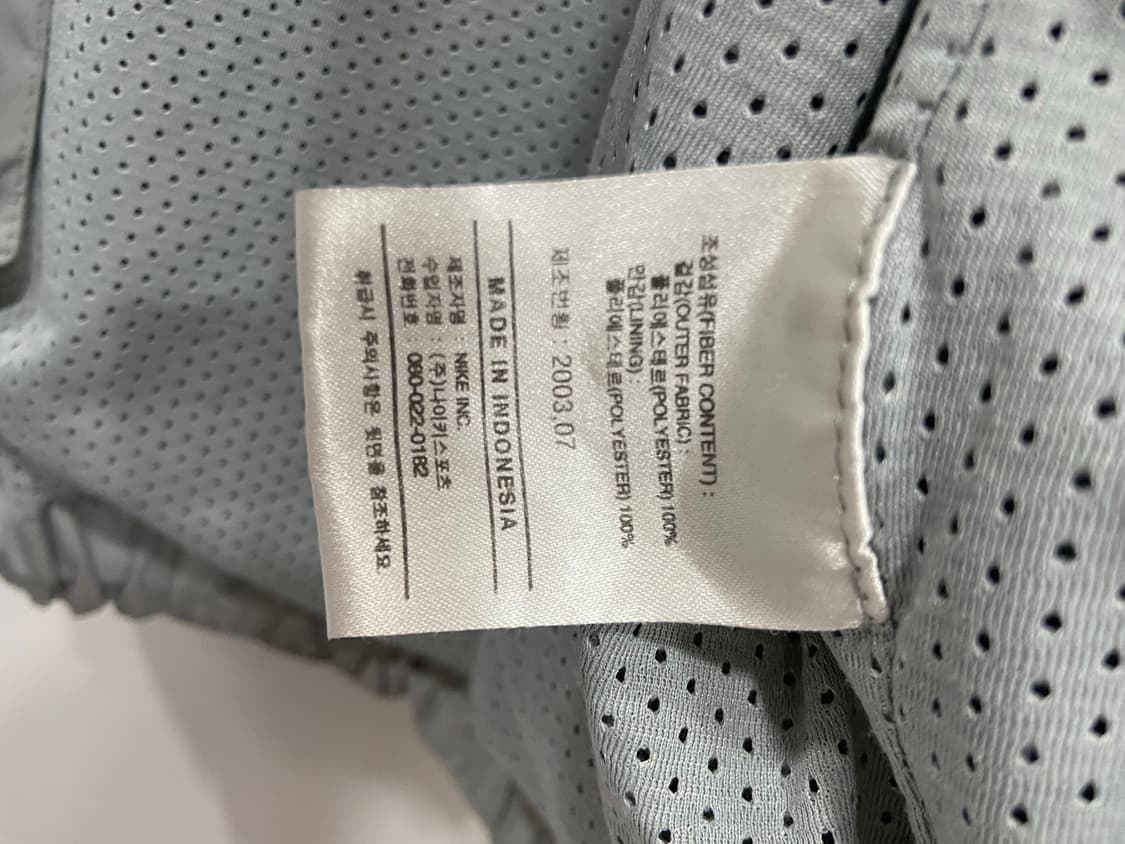 조성섬유(FIBER CONTENT) :
겉감(OUTER FABRIC) :
폴리에스테르(POLYESTER) 100%
안감(LINING) :
폴리에스테르(POLYESTER) 100%
제조년월 : 2003.07
MADE IN INDONESIA
제조자명 : NIKE INC.
수입자명 : (주)나이키스포츠
전화번호 : 080-022-0182
취급시 주의사항은 뒷면을 참조하세요